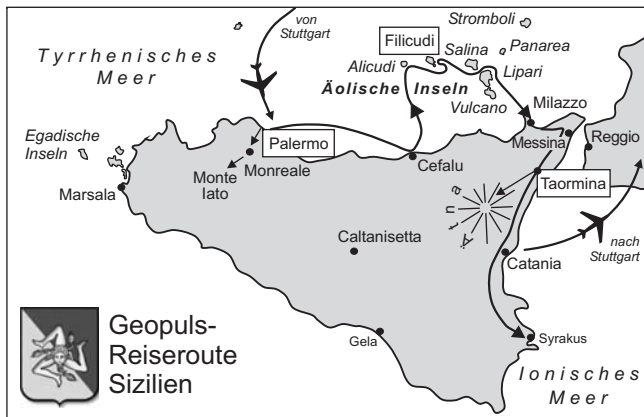 von
Stuttgart
Stromboli
Tyrrhenisches
Meer
Filicudi
Salina
Panarea
Alicudi
Lipari
Äolische Inseln
Vulcano
Milazzo
Egadische
Inseln
Palermo
Messina
Reggio
Monreale
Cefalu
Monte
Iato
Marsala
Taormina
Ätna
Caltanisetta
nach
Stuttgart
Catania
Geopuls-
Reiseroute
Sizilien
Gela
Syrakus
Ionisches
Meer